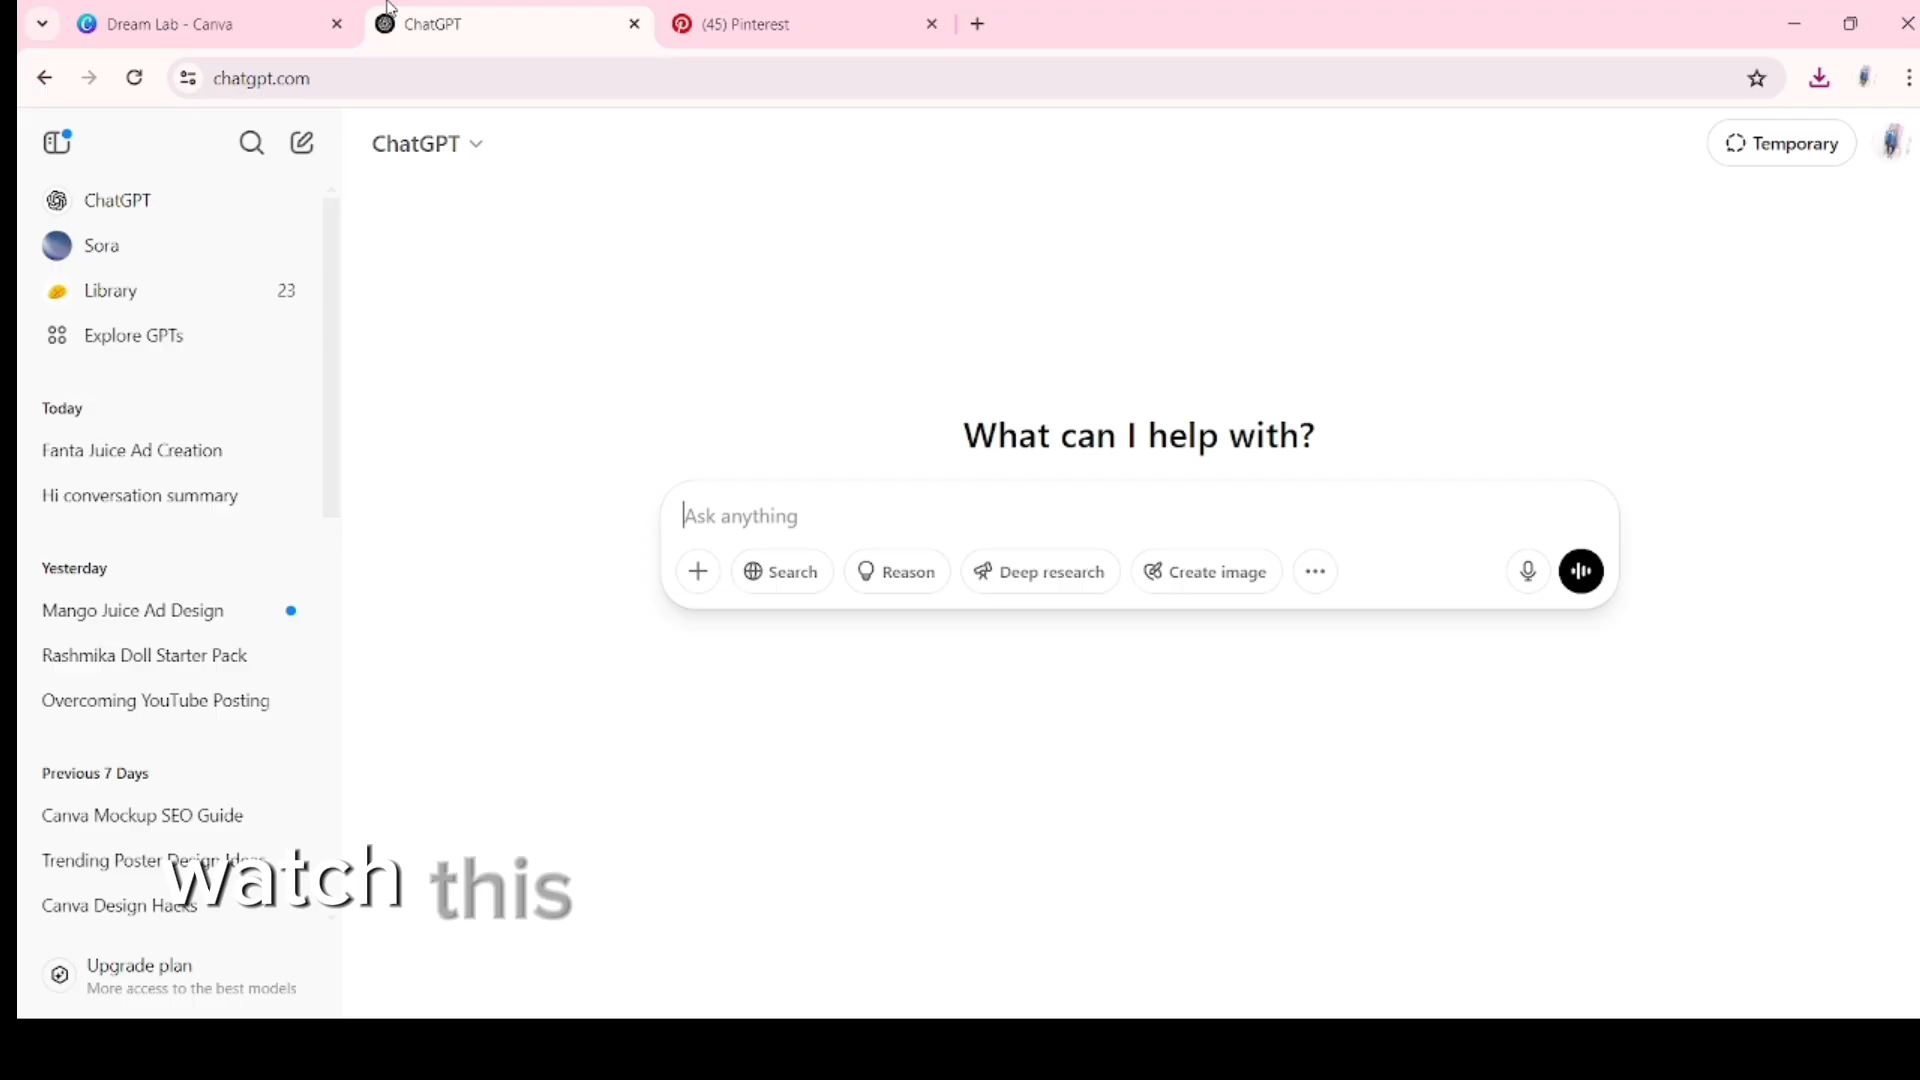 Dream Lab - Canva
ChatGPT
(45) Pinterest
chatgpt.com
ChatGPT
Temporary
ChatGPT
Sora
Library 23
Explore GPTs
Today
Fanta Juice Ad Creation
Hi conversation summary
Yesterday
Mango Juice Ad Design
Rashmika Doll Starter Pack
Overcoming YouTube Posting
Previous 7 Days
Canva Mockup SEO Guide
Trending Poster Design Ideas
Canva Design Hacks
Upgrade plan
More access to the best models
What can I help with?
Ask anything
Search Reason Deep research Create image
watch this